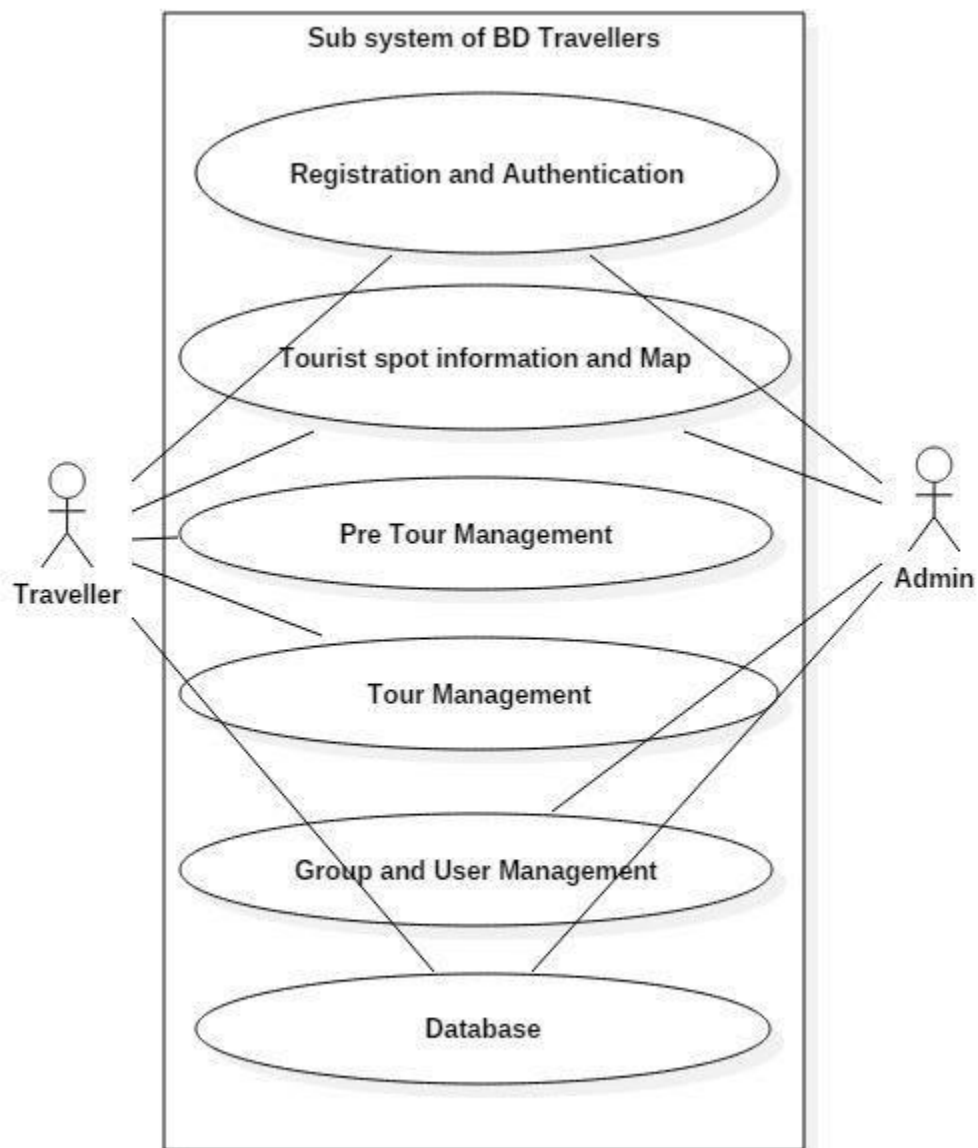 Sub system of BD Travellers
Registration and Authentication
Tourist spot information and Map
Pre Tour Management
Traveller
Admin
Tour Management
Group and User Management
Database